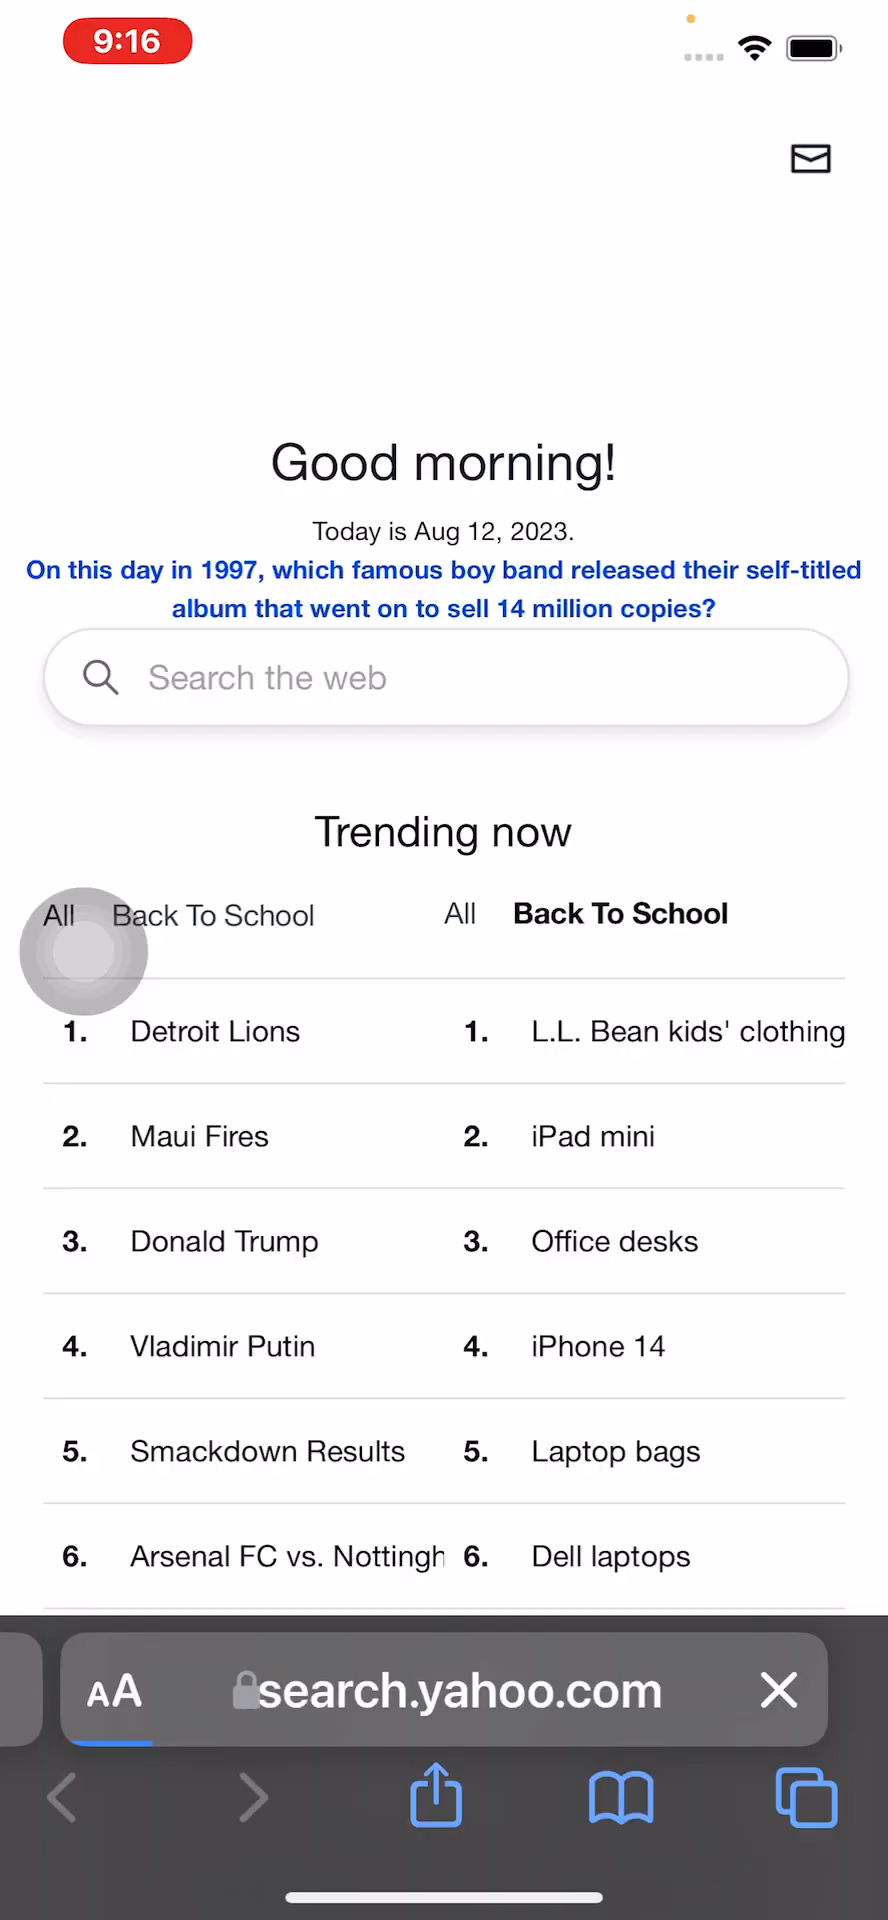 9:16
Good morning!
Today is Aug 12, 2023.
On this day in 1997, which famous boy band released their self-titled
album that went on to sell 14 million copies?
Search the web
Trending now
All Back To School
1. Detroit Lions
2. Maui Fires
3. Donald Trump
4. Vladimir Putin
5. Smackdown Results
6. Arsenal FC vs. Nottingh
All Back To School
1. L.L. Bean kids' clothing
2. iPad mini
3. Office desks
4. iPhone 14
5. Laptop bags
6. Dell laptops
AA search.yahoo.com